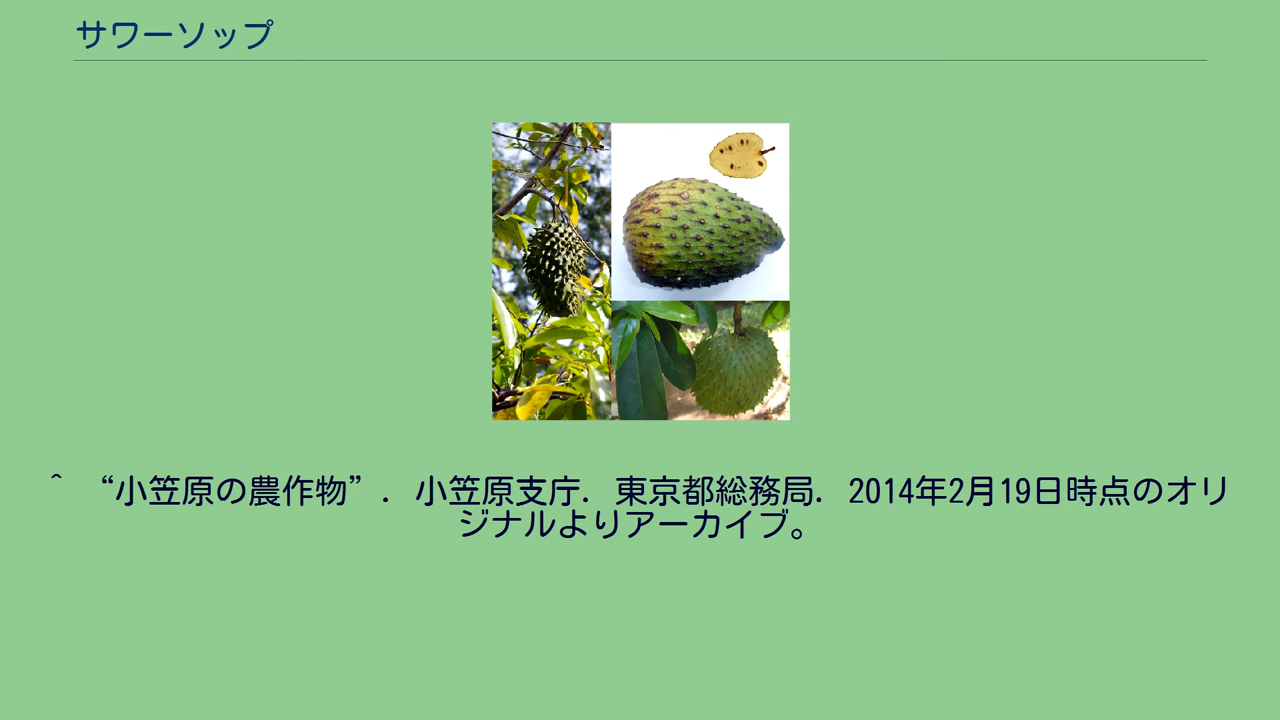 サワーソップ
^ “小笠原の農作物”. 小笠原支庁. 東京都総務局. 2014年2月19日時点のオリ
ジナルよりアーカイブ。